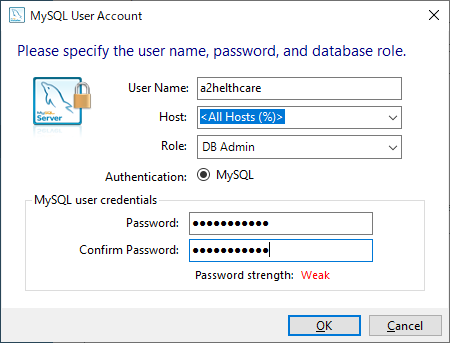 MySQL User Account
Please specify the user name, password, and database role.
User Name: a2helthcare
Host: <All Hosts (%)>
Role: DB Admin
Authentication: MySQL
MySQL
Server
MySQL user credentials
Password: ●●●●●●●●●●●
Confirm Password: ●●●●●●●●●●●
Password strength: Weak
OK Cancel